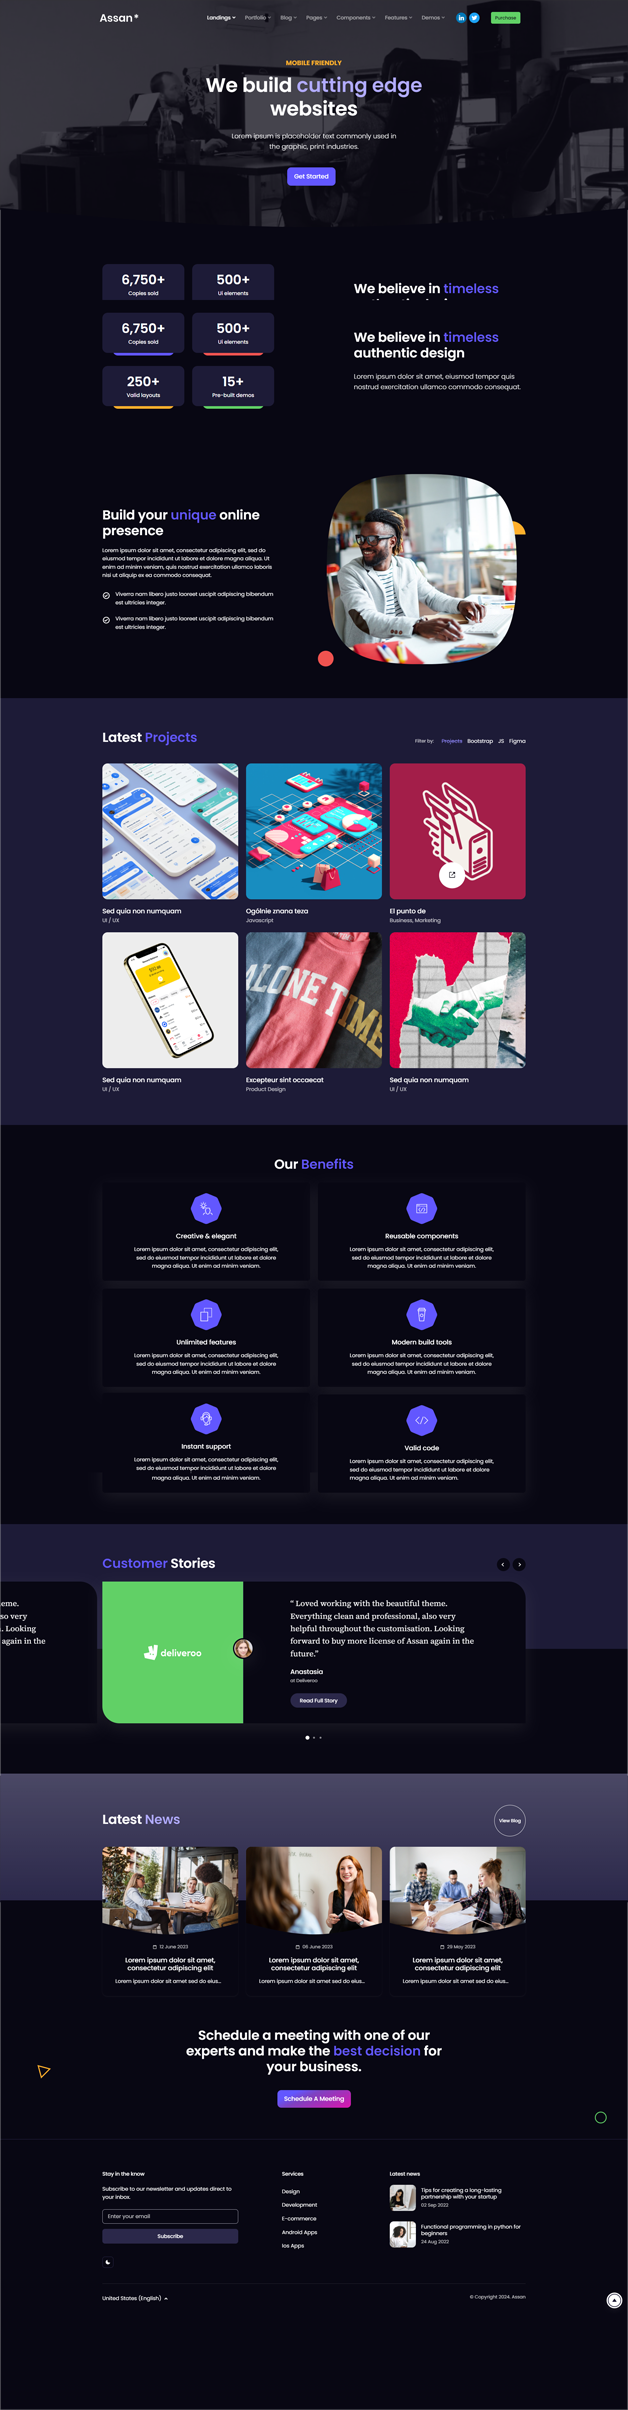 Assan*
Landings Portfolio Blog Pages Components Features Demos
Purchase
MOBILE FRIENDLY
We build cutting edge
websites
Lorem ipsum is placeholder text commonly used in
the graphic, print industries.
Get Started
6,750+
Copies sold
500+
UI elements
We believe in timeless
6,750+
Copies sold
500+
UI elements
We believe in timeless
authentic design
250+
Valid layouts
15+
Pre-built demos
Lorem ipsum dolor sit amet, eiusmod tempor quis
nostrud exercitation ullamco commodo consequat.
Build your unique online
presence
Lorem ipsum dolor sit amet, consectetur adipiscing elit, sed do
eiusmod tempor incididunt ut labore et dolore magna aliqua. Ut
enim ad minim veniam, quis nostrud exercitation ullamco laboris
nisi ut aliquip ex ea commodo consequat.
Viverra nam libero justo laoreet uscipit adipiscing bibendum
est ultricies integer.
Viverra nam libero justo laoreet uscipit adipiscing bibendum
est ultricies integer.
Latest Projects
Filter by: Projects Bootstrap JS Figma
Sed quia non numquam
UI / UX
Ogólnie znana teza
Javascript
El punto de
Business, Marketing
ALONE T
TIME
Sed quia non numquam
UI / UX
Excepteur sint occaecat
Product Design
Sed quia non numquam
UI / UX
Our Benefits
Creative & elegant
Lorem ipsum dolor sit amet, consectetur adipiscing elit,
sed do eiusmod tempor incididunt ut labore et dolore
magna aliqua. Ut enim ad minim veniam.
Reusable components
Lorem ipsum dolor sit amet, consectetur adipiscing elit,
sed do eiusmod tempor incididunt ut labore et dolore
magna aliqua. Ut enim ad minim veniam.
Unlimited features
Lorem ipsum dolor sit amet, consectetur adipiscing elit,
sed do eiusmod tempor incididunt ut labore et dolore
magna aliqua. Ut enim ad minim veniam.
Modern build tools
Lorem ipsum dolor sit amet, consectetur adipiscing elit,
sed do eiusmod tempor incididunt ut labore et dolore
magna aliqua. Ut enim ad minim veniam.
Instant support
Lorem ipsum dolor sit amet, consectetur adipiscing elit,
sed do eiusmod tempor incididunt ut labore et dolore
magna aliqua. Ut enim ad minim veniam.
Valid code
Lorem ipsum dolor sit amet, consectetur adipiscing elit,
sed do eiusmod tempor incididunt ut labore et dolore
magna aliqua. Ut enim ad minim veniam.
Customer Stories
eme.
so very
. Looking
again in the
deliveroo
“ Loved working with the beautiful theme.
Everything clean and professional, also very
helpful throughout the customisation. Looking
forward to buy more license of Assan again in the
future.”
Anastasia
at Deliveroo
Read Full Story
Latest News
View Blog
12 June 2023
Lorem ipsum dolor sit amet,
consectetur adipiscing elit
Lorem ipsum dolor sit amet sed do eius...
06 June 2023
Lorem ipsum dolor sit amet,
consectetur adipiscing elit
Lorem ipsum dolor sit amet sed do eius...
29 May 2023
Lorem ipsum dolor sit amet,
consectetur adipiscing elit
Lorem ipsum dolor sit amet sed do eius...
Schedule a meeting with one of our
experts and make the best decision for
your business.
Schedule A Meeting
Stay in the know
Subscribe to our newsletter and updates direct to
your inbox.
Enter your email
Subscribe
Services
Design
Development
E-commerce
Android Apps
Ios Apps
Latest news
Tips for creating a long-lasting
partnership with your startup
02 Sep 2022
Functional programming in python for
beginners
24 Aug 2022
United States (English)
© Copyright 2024. Assan